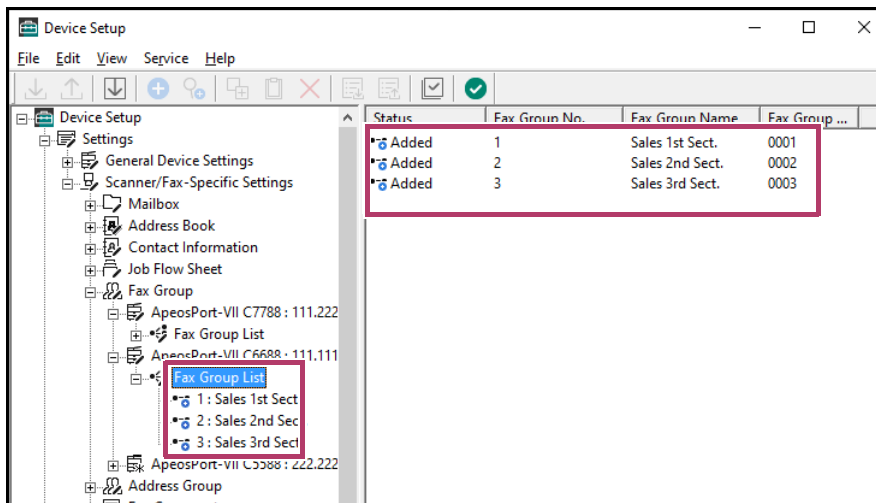 Device Setup
File Edit View Service Help
Device Setup
Settings
General Device Settings
Scanner/Fax-Specific Settings
Mailbox
Address Book
Contact Information
Job Flow Sheet
Fax Group
ApeosPort-VII C7788 : 111.222
Fax Group List
ApeosPort-VII C6688 : 111.111
Fax Group List
1 : Sales 1st Sect
2 : Sales 2nd Sec
3 : Sales 3rd Sect
ApeosPort-VII C5588 : 222.222
Address Group
Status Fax Group No. Fax Group Name Fax Group ...
Added 1 Sales 1st Sect. 0001
Added 2 Sales 2nd Sect. 0002
Added 3 Sales 3rd Sect. 0003